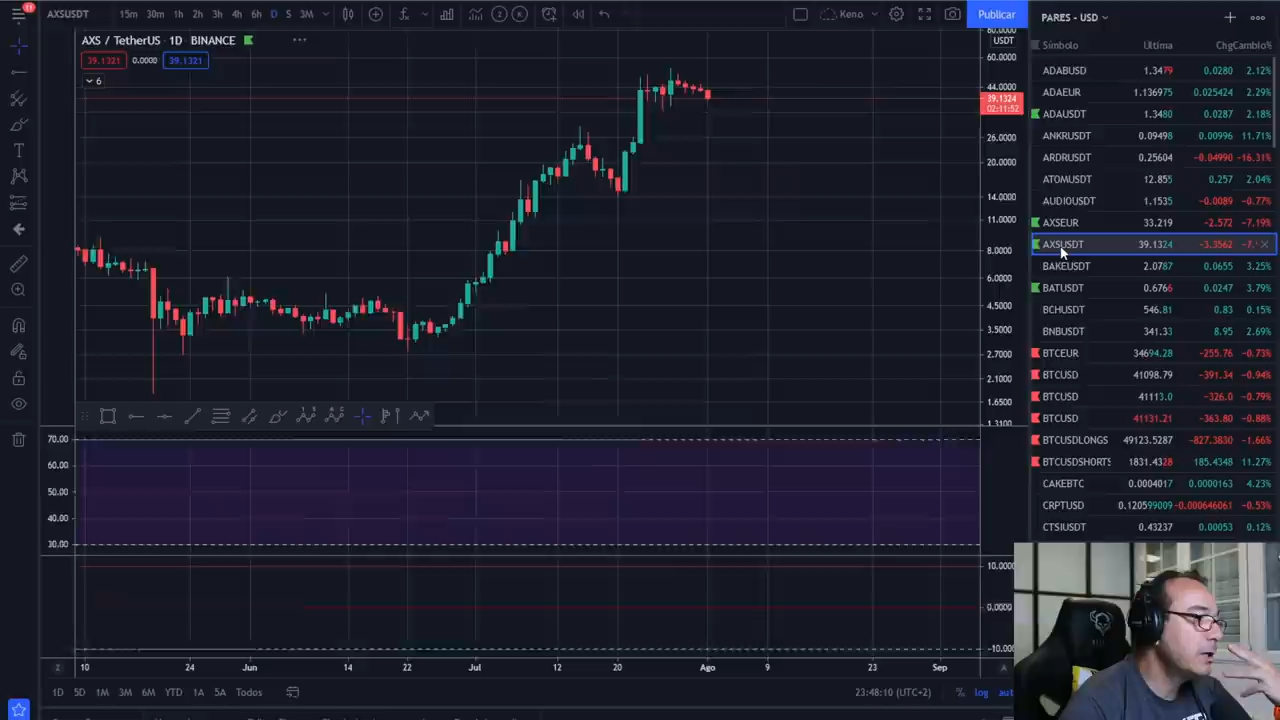 11
AXSUSDT
15m 30m 1h 2h 3h 4h 6h D S 3M
Keno
Publicar
PARES - USD
AXS / TetherUS 1D BINANCE
39.1321 0.0000 39.1321
6
USDT
60.0000
44.0000
39.1324
02:11:52
26.0000
20.0000
14.0000
11.0000
8.0000
6.0000
4.5000
3.5000
2.7000
2.1000
1.6500
1.3100
70.00
60.00
50.00
40.00
30.00
10.0000
0.0000
-10.000
10 24 Jun 14 22 Jul 12 20 Ago 9 23 Sep
1D 5D 1M 3M 6M YTD 1A 5A Todos
23:48:10 (UTC+2) % log aut
Símbolo Última Chg Cambio%
ADABUSD 1.3479 0.0280 2.12%
ADAEUR 1.136975 0.025424 2.29%
ADAUSDT 1.3480 0.0287 2.18%
ANKRUSDT 0.09498 0.00996 11.71%
ARDRUSDT 0.25604 -0.04990 -16.31%
ATOMUSDT 12.855 0.257 2.04%
AUDIOUSDT 1.1535 -0.0089 -0.77%
AXSEUR 33.219 -2.572 -7.19%
AXSUSDT 39.1324 -3.3562 -7.
BAKEUSDT 2.0787 0.0655 3.25%
BATUSDT 0.6766 0.0247 3.79%
BCHUSDT 546.81 0.83 0.15%
BNBUSDT 341.33 8.95 2.69%
BTCEUR 34694.28 -255.76 -0.73%
BTCUSD 41098.79 -391.34 -0.94%
BTCUSD 41113.0 -326.0 -0.79%
BTCUSD 41131.21 -363.80 -0.88%
BTCUSDLONGS 49123.5287 -827.3830 -1.66%
BTCUSDSHORTS 1831.4328 185.4348 11.27%
CAKEBTC 0.0004017 0.0000163 4.23%
CRPTUSD 0.120599009 -0.000646061 -0.53%
CTSIUSDT 0.43237 0.00053 0.12%